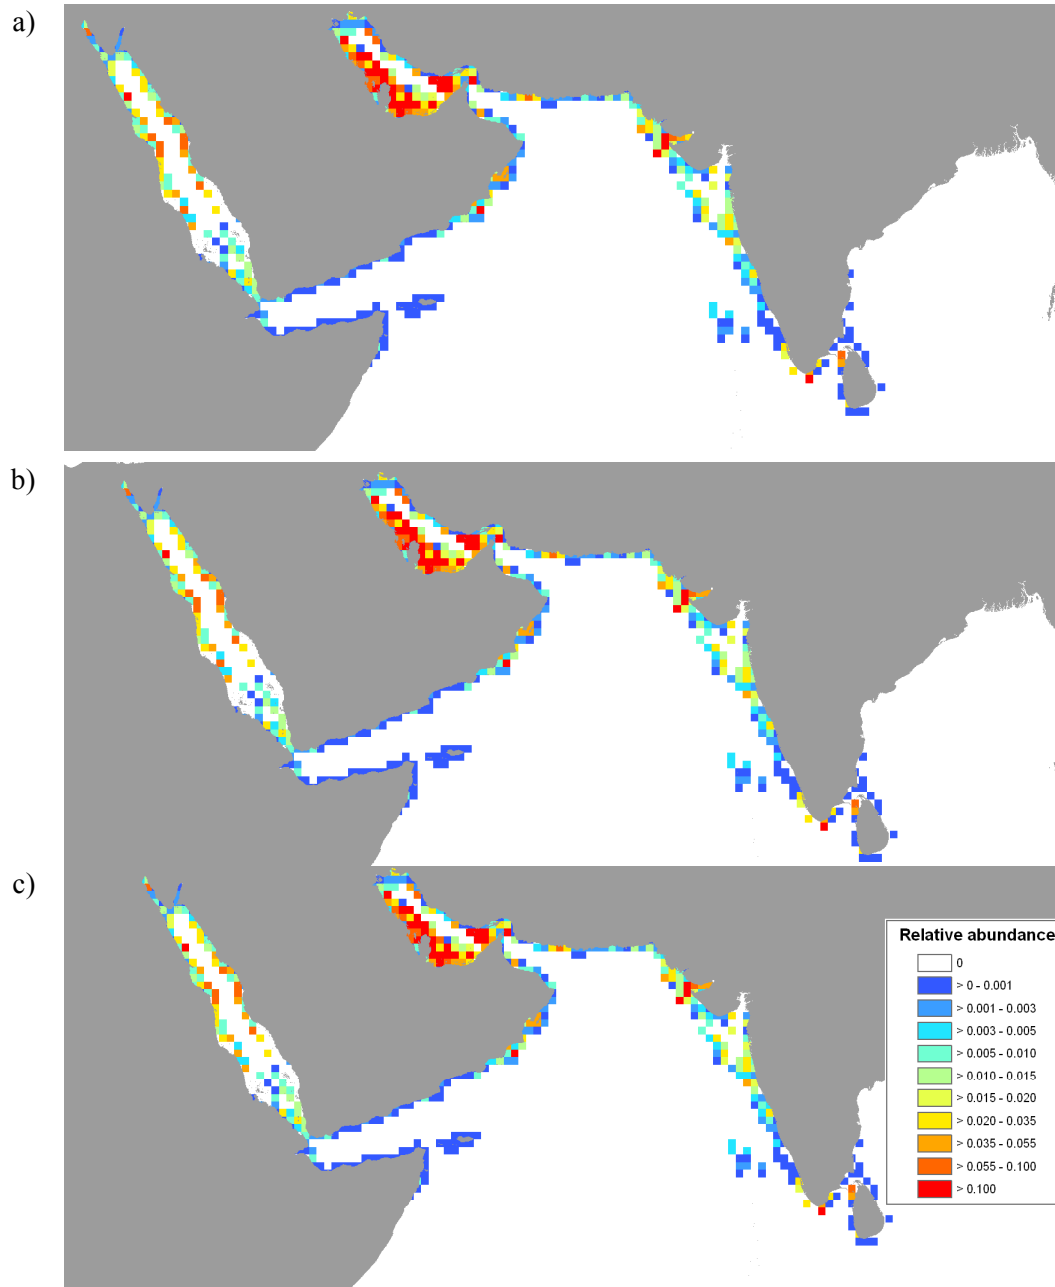 a)
b)
c)
Relative abundance
0
> 0 - 0.001
> 0.001 - 0.003
> 0.003 - 0.005
> 0.005 - 0.010
> 0.010 - 0.015
> 0.015 - 0.020
> 0.020 - 0.035
> 0.035 - 0.055
> 0.055 - 0.100
> 0.100